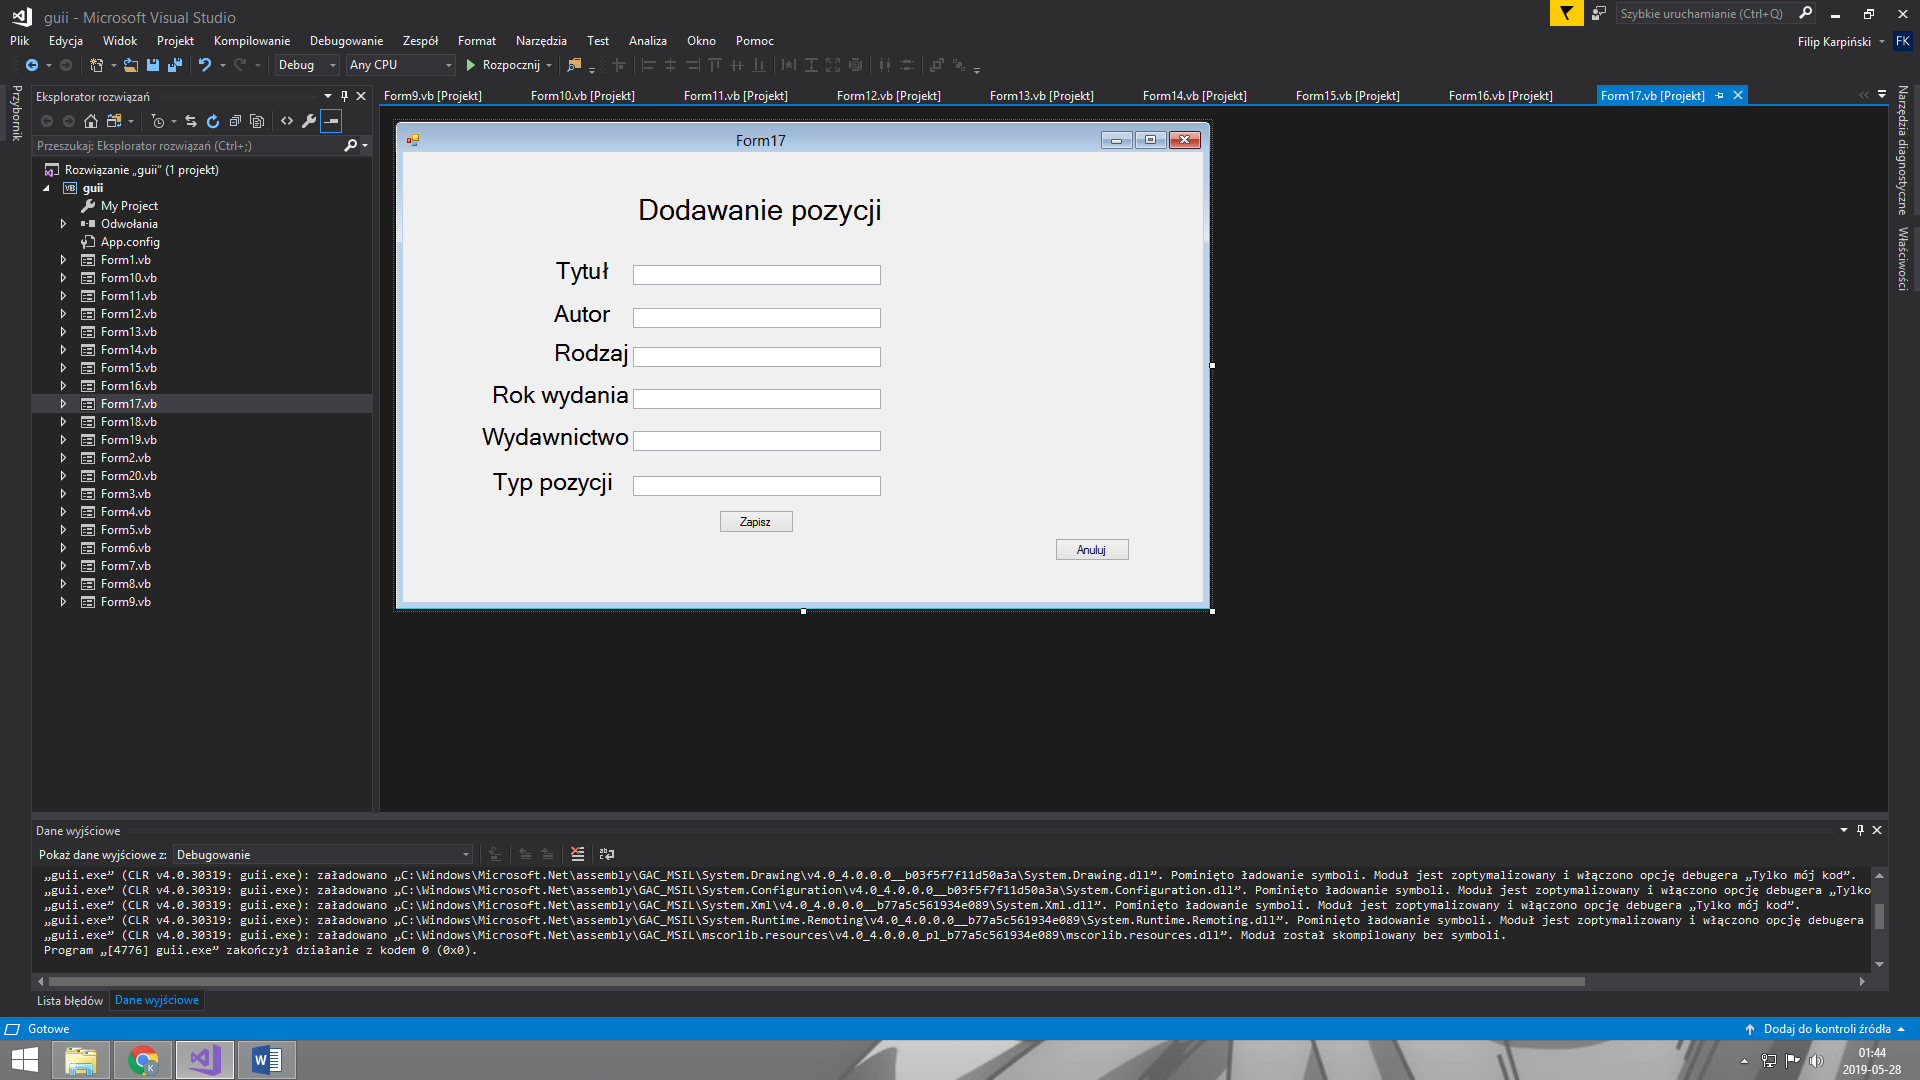 guii - Microsoft Visual Studio
Szybkie uruchamianie (Ctrl+Q)
Plik Edycja Widok Projekt Kompilowanie Debugowanie Zespół Format Narzędzia Test Analiza Okno Pomoc
Filip Karpiński FK
Debug Any CPU Rozpocznij
Przybornik
Eksplorator rozwiązań
Przeszukaj: Eksplorator rozwiązań (Ctrl+;)
Rozwiązanie „guii” (1 projekt)
VB guii
My Project
Odwołania
App.config
Form1.vb
Form10.vb
Form11.vb
Form12.vb
Form13.vb
Form14.vb
Form15.vb
Form16.vb
Form17.vb
Form18.vb
Form19.vb
Form2.vb
Form20.vb
Form3.vb
Form4.vb
Form5.vb
Form6.vb
Form7.vb
Form8.vb
Form9.vb
Form9.vb [Projekt] Form10.vb [Projekt] Form11.vb [Projekt] Form12.vb [Projekt] Form13.vb [Projekt] Form14.vb [Projekt] Form15.vb [Projekt] Form16.vb [Projekt] Form17.vb [Projekt]
Form17
Dodawanie pozycji
Tytuł
Autor
Rodzaj
Rok wydania
Wydawnictwo
Typ pozycji
Zapisz
Anuluj
Narzędzia diagnostyczne
Właściwości
Dane wyjściowe
Pokaż dane wyjściowe z: Debugowanie
„guii.exe” (CLR v4.0.30319: guii.exe): załadowano „C:\Windows\Microsoft.Net\assembly\GAC_MSIL\System.Drawing\v4.0_4.0.0.0__b03f5f7f11d50a3a\System.Drawing.dll”. Pominięto ładowanie symboli. Moduł jest zoptymalizowany i włączono opcję debugera „Tylko mój kod”.
„guii.exe” (CLR v4.0.30319: guii.exe): załadowano „C:\Windows\Microsoft.Net\assembly\GAC_MSIL\System.Configuration\v4.0_4.0.0.0__b03f5f7f11d50a3a\System.Configuration.dll”. Pominięto ładowanie symboli. Moduł jest zoptymalizowany i włączono opcję debugera „Tylko
„guii.exe” (CLR v4.0.30319: guii.exe): załadowano „C:\Windows\Microsoft.Net\assembly\GAC_MSIL\System.Xml\v4.0_4.0.0.0__b77a5c561934e089\System.Xml.dll”. Pominięto ładowanie symboli. Moduł jest zoptymalizowany i włączono opcję debugera „Tylko mój kod”.
„guii.exe” (CLR v4.0.30319: guii.exe): załadowano „C:\Windows\Microsoft.Net\assembly\GAC_MSIL\System.Runtime.Remoting\v4.0_4.0.0.0__b77a5c561934e089\System.Runtime.Remoting.dll”. Pominięto ładowanie symboli. Moduł jest zoptymalizowany i włączono opcję debugera
„guii.exe” (CLR v4.0.30319: guii.exe): załadowano „C:\Windows\Microsoft.Net\assembly\GAC_MSIL\mscorlib.resources\v4.0_4.0.0.0_pl_b77a5c561934e089\mscorlib.resources.dll”. Moduł został skompilowany bez symboli.
Program „[4776] guii.exe” zakończył działanie z kodem 0 (0x0).
Lista błędów Dane wyjściowe
Gotowe
Dodaj do kontroli źródła
K
01:44
2019-05-28